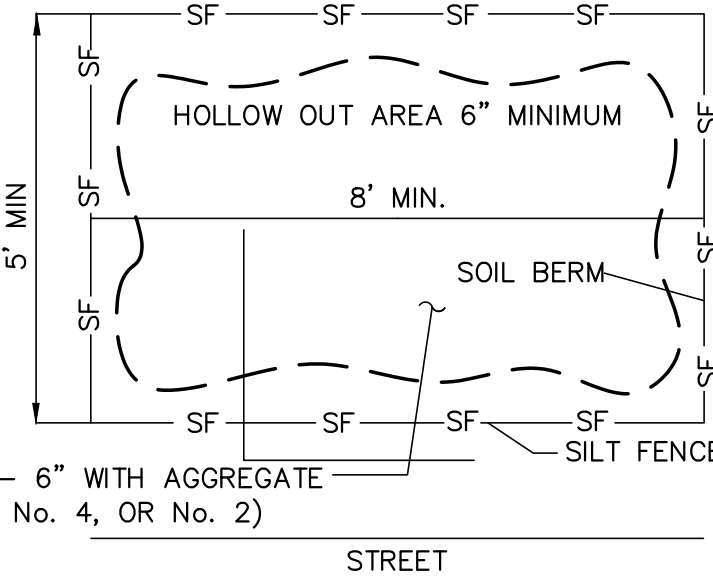 SF SF SF SF
SF
HOLLOW OUT AREA 6” MINIMUM
SF
8’ MIN.
SF
5’ MIN
SF
SOIL BERM
SF
SF
SF
SF SF SF SF
SILT FENCE
– 6” WITH AGGREGATE
No. 4, OR No. 2)
STREET